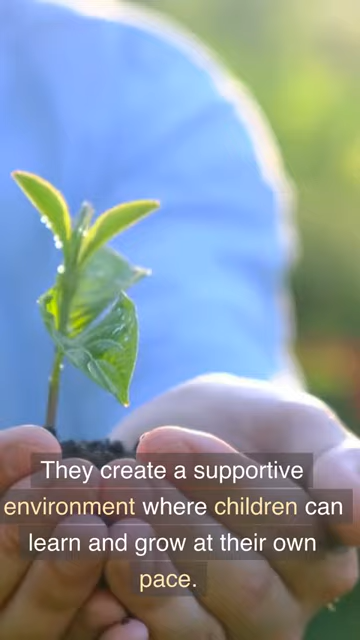 They create a supportive
environment where children can
learn and grow at their own
pace.